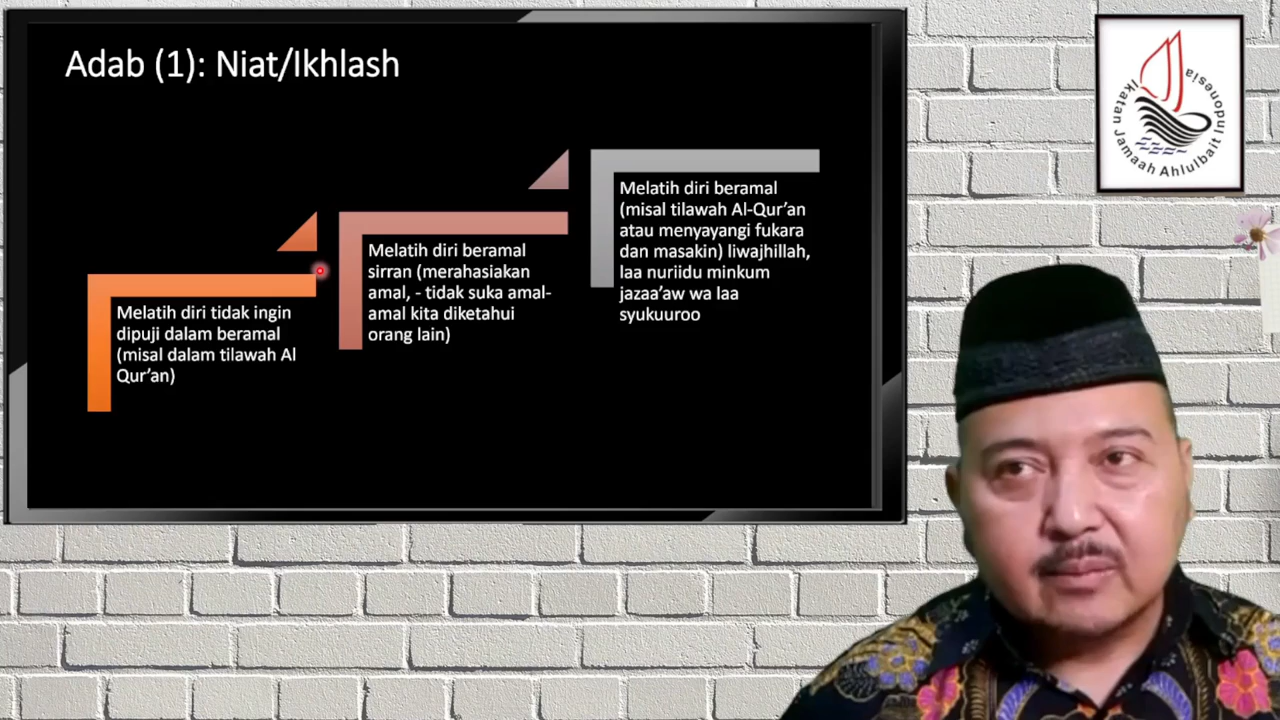 Adab (1): Niat/Ikhlash
Melatih diri tidak ingin
dipuji dalam beramal
(misal dalam tilawah Al
Qur’an)
Melatih diri beramal
sirran (merahasiakan
amal, - tidak suka amal-
amal kita diketahui
orang lain)
Melatih diri beramal
(misal tilawah Al-Qur’an
atau menyayangi fukara
dan masakin) liwajhillah,
laa nuriidu minkum
jazaa’aw wa laa
syukuuroo
Ikatan Jamaah Ahlulbait Indonesia